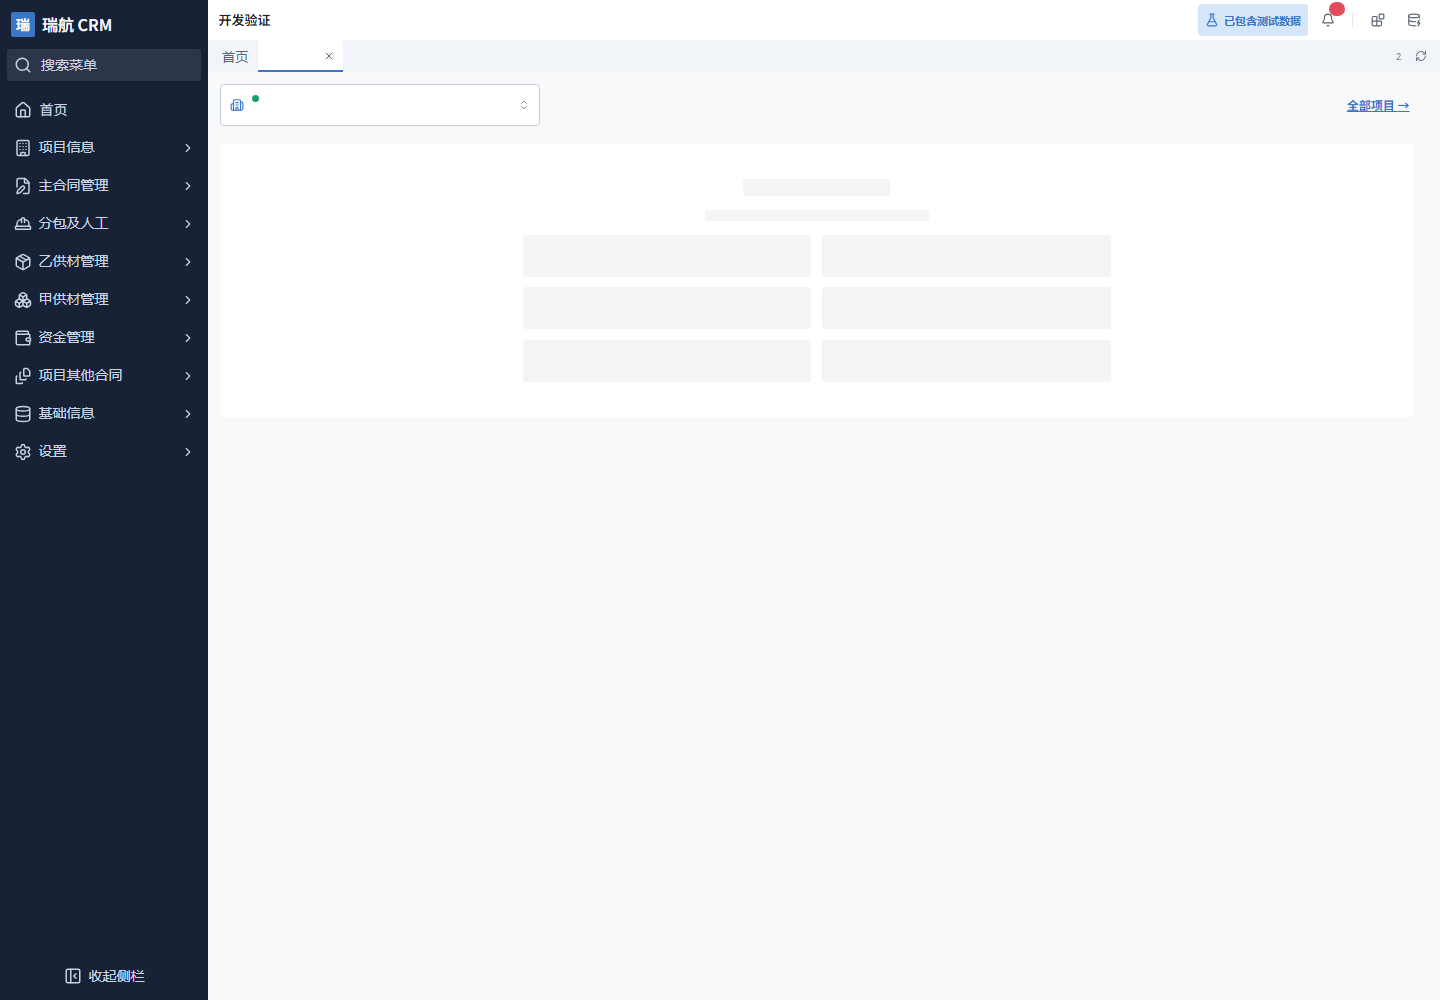 瑞 瑞航 CRM
搜索菜单
首页
项目信息
主合同管理
分包及人工
乙供材管理
甲供材管理
资金管理
项目其他合同
基础信息
设置
收起侧栏
开发验证
已包含测试数据
首页
2
全部项目 →